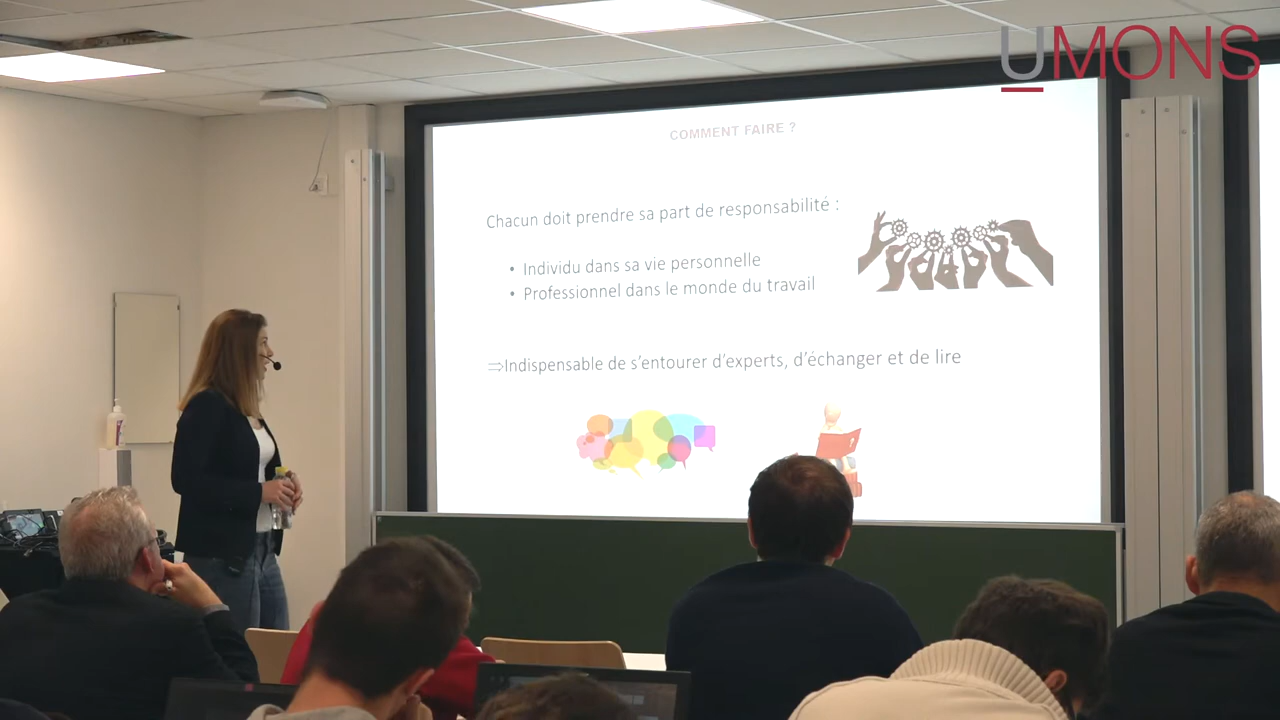 UMONS
COMMENT FAIRE ?
Chacun doit prendre sa part de responsabilité :
• Individu dans sa vie personnelle
• Professionnel dans le monde du travail
⇒Indispensable de s'entourer d'experts, d'échanger et de lire